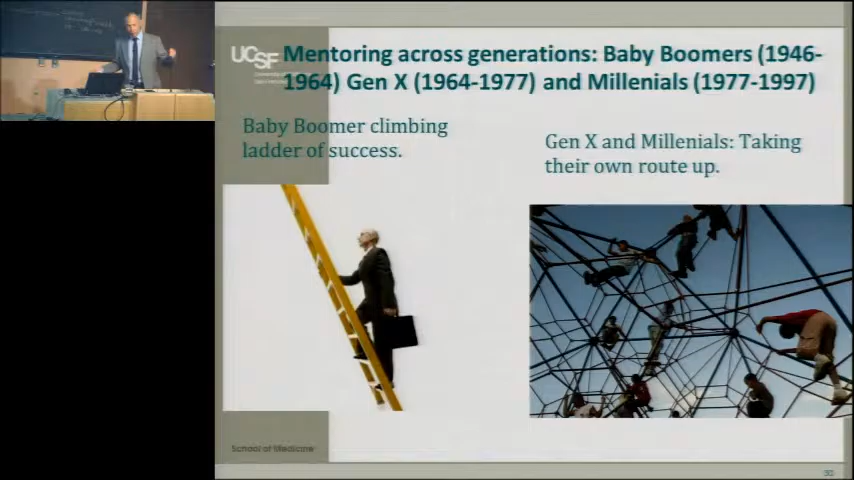 UCSF
Mentoring across generations: Baby Boomers (1946-
1964) Gen X (1964-1977) and Millenials (1977-1997)
Baby Boomer climbing
ladder of success.
Gen X and Millenials: Taking
their own route up.
School of Medicine